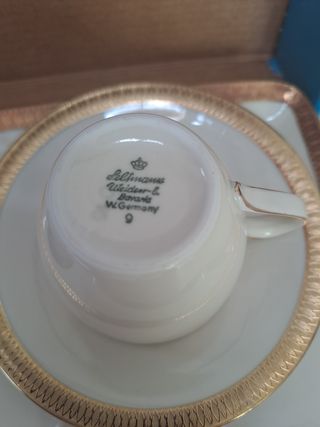 Seltmann
Weiden-
Bavaria
W.Germany
9